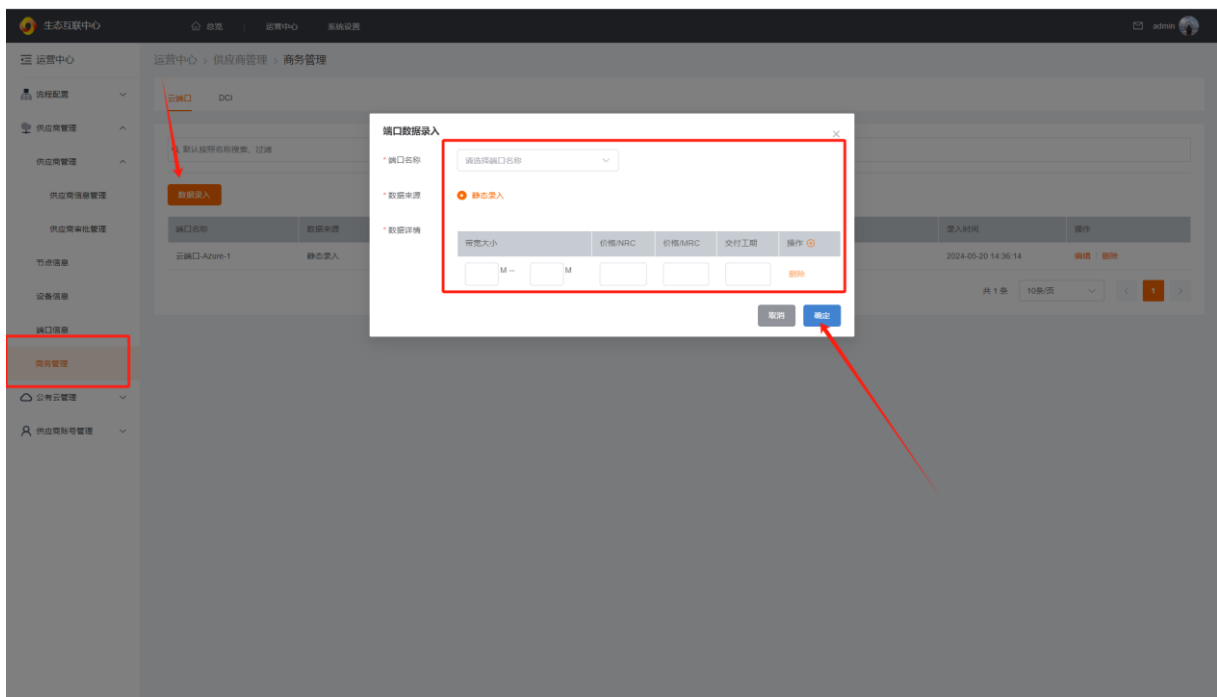 生态互联中心 总览 | 运营中心 系统设置 admin
运营中心
运营中心 > 供应商管理 > 商务管理
流程配置
供应商管理
供应商管理
供应商信息管理
供应商审批管理
节点信息
设备信息
端口信息
商务管理
公有云管理
供应商账号管理
云端口 DCI
默认按照名称搜索、过滤
数据录入
端口名称 数据来源 录入时间 操作
云端口-Azure-1 静态录入 2024-05-20 14:36:14 编辑 | 删除
共 1 条 10条/页 < 1 >
端口数据录入 ×
* 端口名称 请选择端口名称
* 数据来源 静态录入
* 数据详情
带宽大小 价格/NRC 价格/MRC 交付工期 操作
M -- M 删除
取消 确定